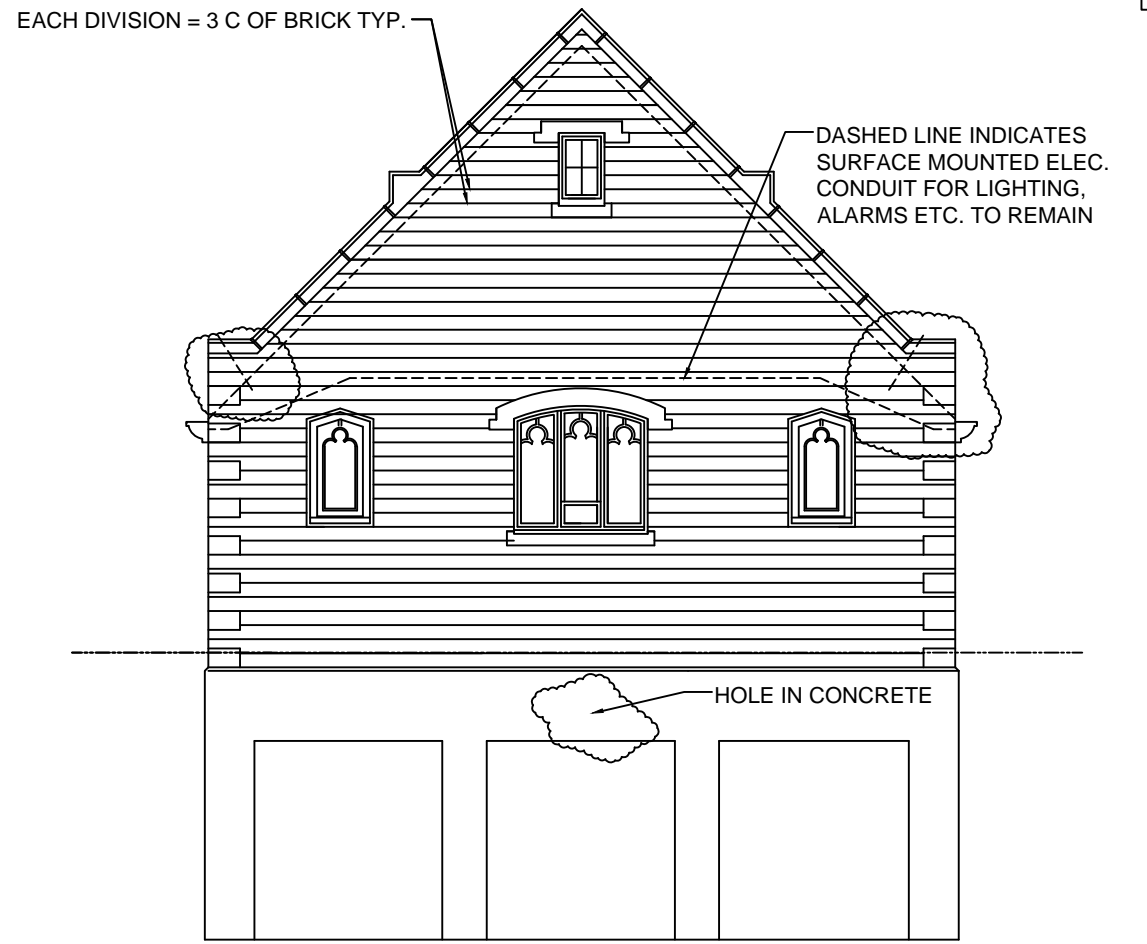 EACH DIVISION = 3 C OF BRICK TYP.
DASHED LINE INDICATES
SURFACE MOUNTED ELEC.
CONDUIT FOR LIGHTING,
ALARMS ETC. TO REMAIN
HOLE IN CONCRETE